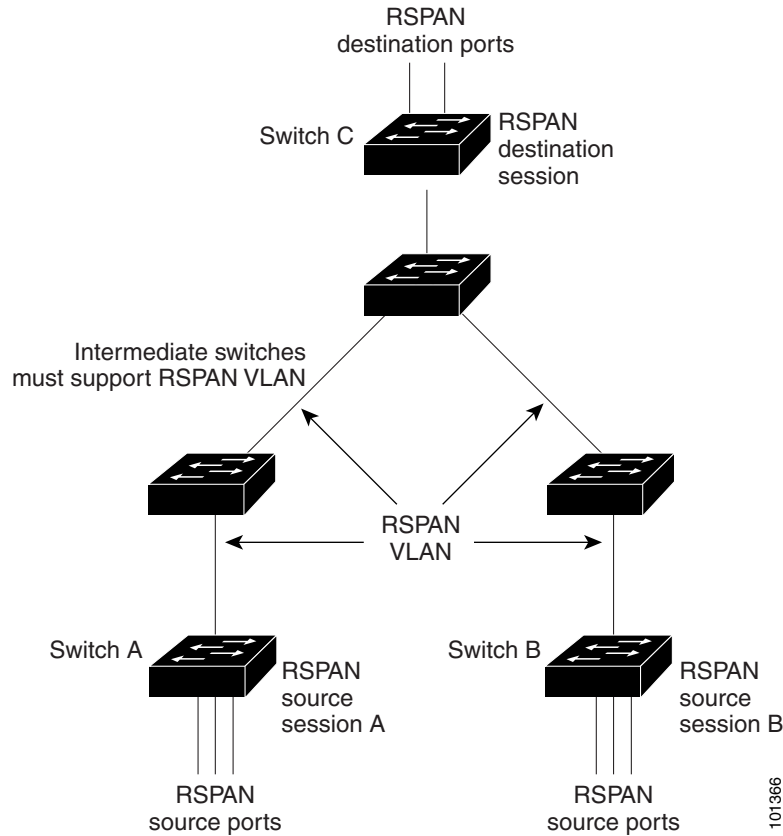 RSPAN
destination ports
Switch C
RSPAN
destination
session
Intermediate switches
must support RSPAN VLAN
RSPAN
VLAN
Switch A
RSPAN
source
session A
Switch B
RSPAN
source
session B
RSPAN
source ports
RSPAN
source ports
101366